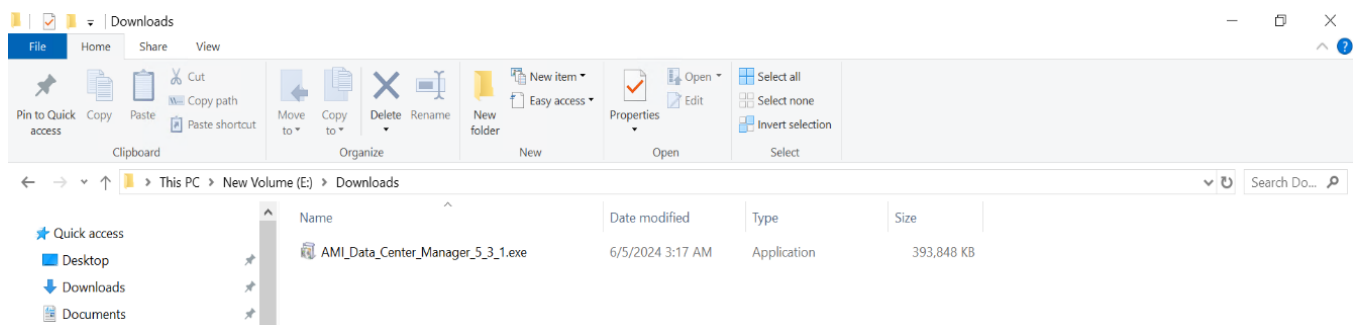 Downloads
File Home Share View
Pin to Quick access
Copy
Paste
Cut
Copy path
Paste shortcut
Clipboard
Move to
Copy to
Delete
Rename
Organize
New folder
New item
Easy access
New
Properties
Open
Edit
Open
Select all
Select none
Invert selection
Select
This PC > New Volume (E:) > Downloads
Search Do...
Quick access
Desktop
Downloads
Documents
Name Date modified Type Size
AMI_Data_Center_Manager_5_3_1.exe 6/5/2024 3:17 AM Application 393,848 KB